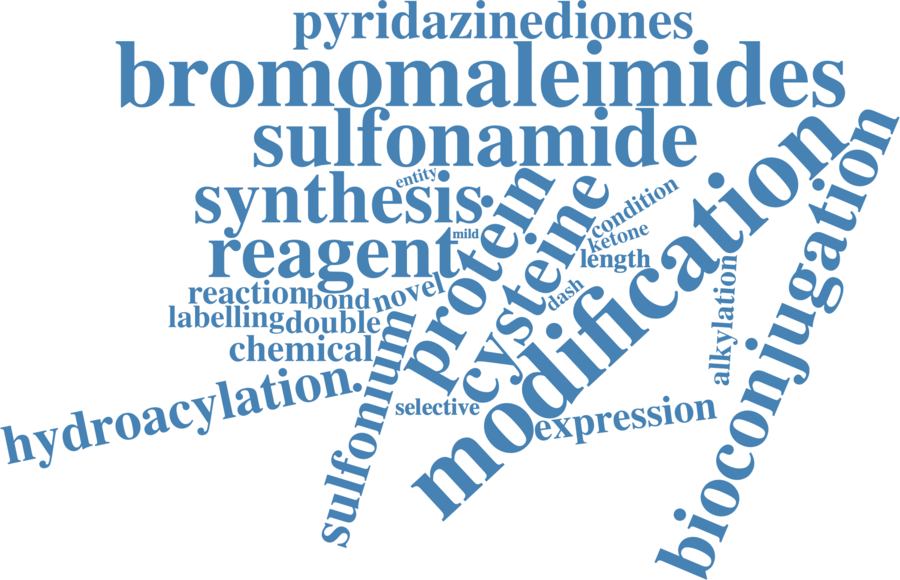 pyridazinediones
bromomaleimides
sulfonamide
entity
synthesis.
mild
reagent
protein
cysteine
condition
ketone
length
reaction
bond
novel
dash
labelling
double
chemical
hydroacylation.
sulfonium
selective
modification
expression
alkylation
bioconjugation